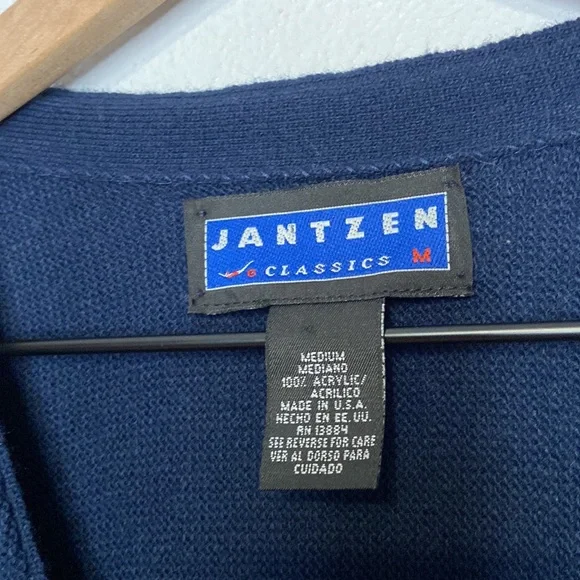 JANTZEN
CLASSICS M
MEDIUM
MEDIANO
100% ACRYLIC/
ACRILICO
MADE IN U.S.A.
HECHO EN EE. UU.
RN 13884
SEE REVERSE FOR CARE
VER AL DORSO PARA
CUIDADO